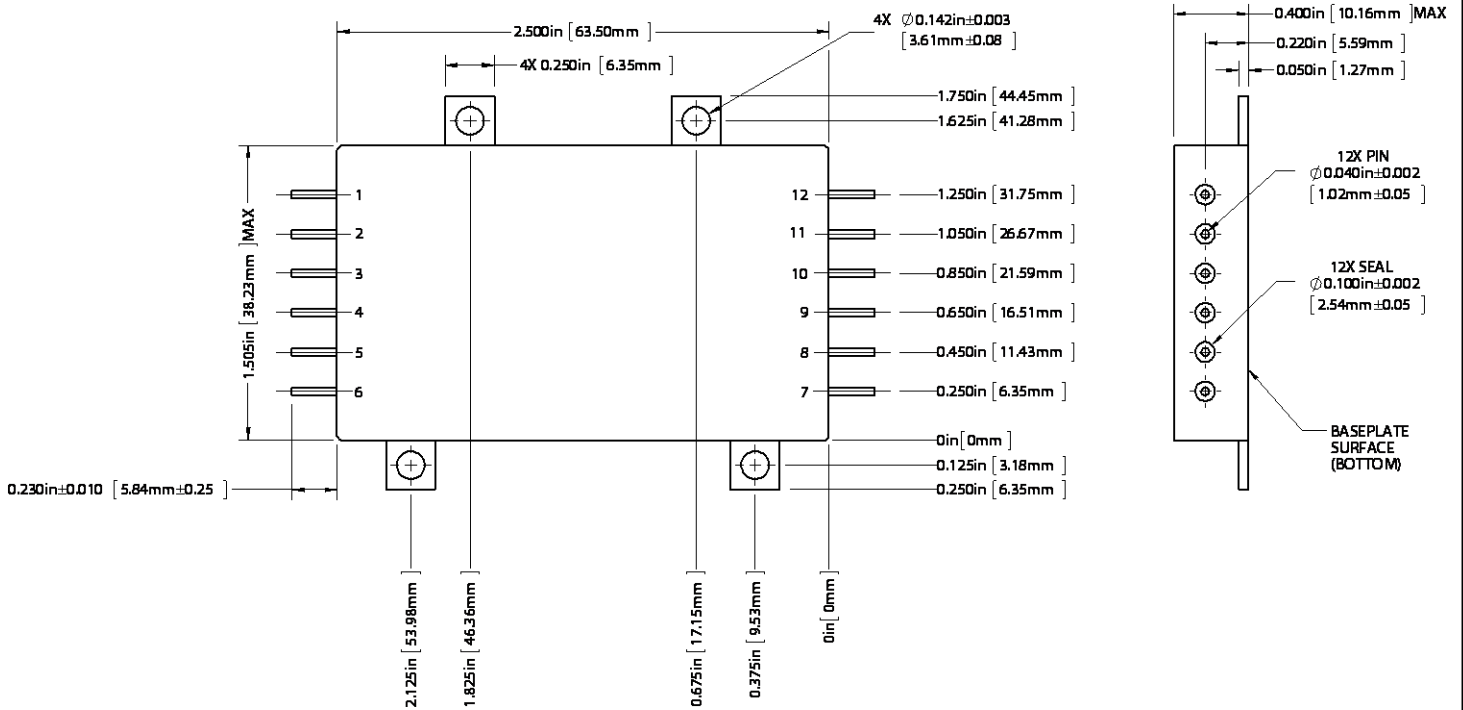 2.500in [63.50mm]
4X Ø0.142in±0.003
[3.61mm±0.08]
4X 0.250in [6.35mm]
1.750in [44.45mm]
1.625in [41.28mm]
1
2
3
4
5
6
12
11
10
9
8
7
1.250in [31.75mm]
1.050in [26.67mm]
0.850in [21.59mm]
0.650in [16.51mm]
0.450in [11.43mm]
0.250in [6.35mm]
0in[0mm]
0.125in [3.18mm]
0.250in [6.35mm]
1.505in [38.23mm]MAX
0.230in±0.010 [5.84mm±0.25]
2.125in [53.98mm]
1.825in [46.36mm]
0.675in [17.15mm]
0.375in [9.53mm]
0in[0mm]
0.400in [10.16mm]MAX
0.220in [5.59mm]
0.050in [1.27mm]
12X PIN
Ø0.040in±0.002
[1.02mm±0.05]
12X SEAL
Ø0.100in±0.002
[2.54mm±0.05]
BASEPLATE
SURFACE
(BOTTOM)